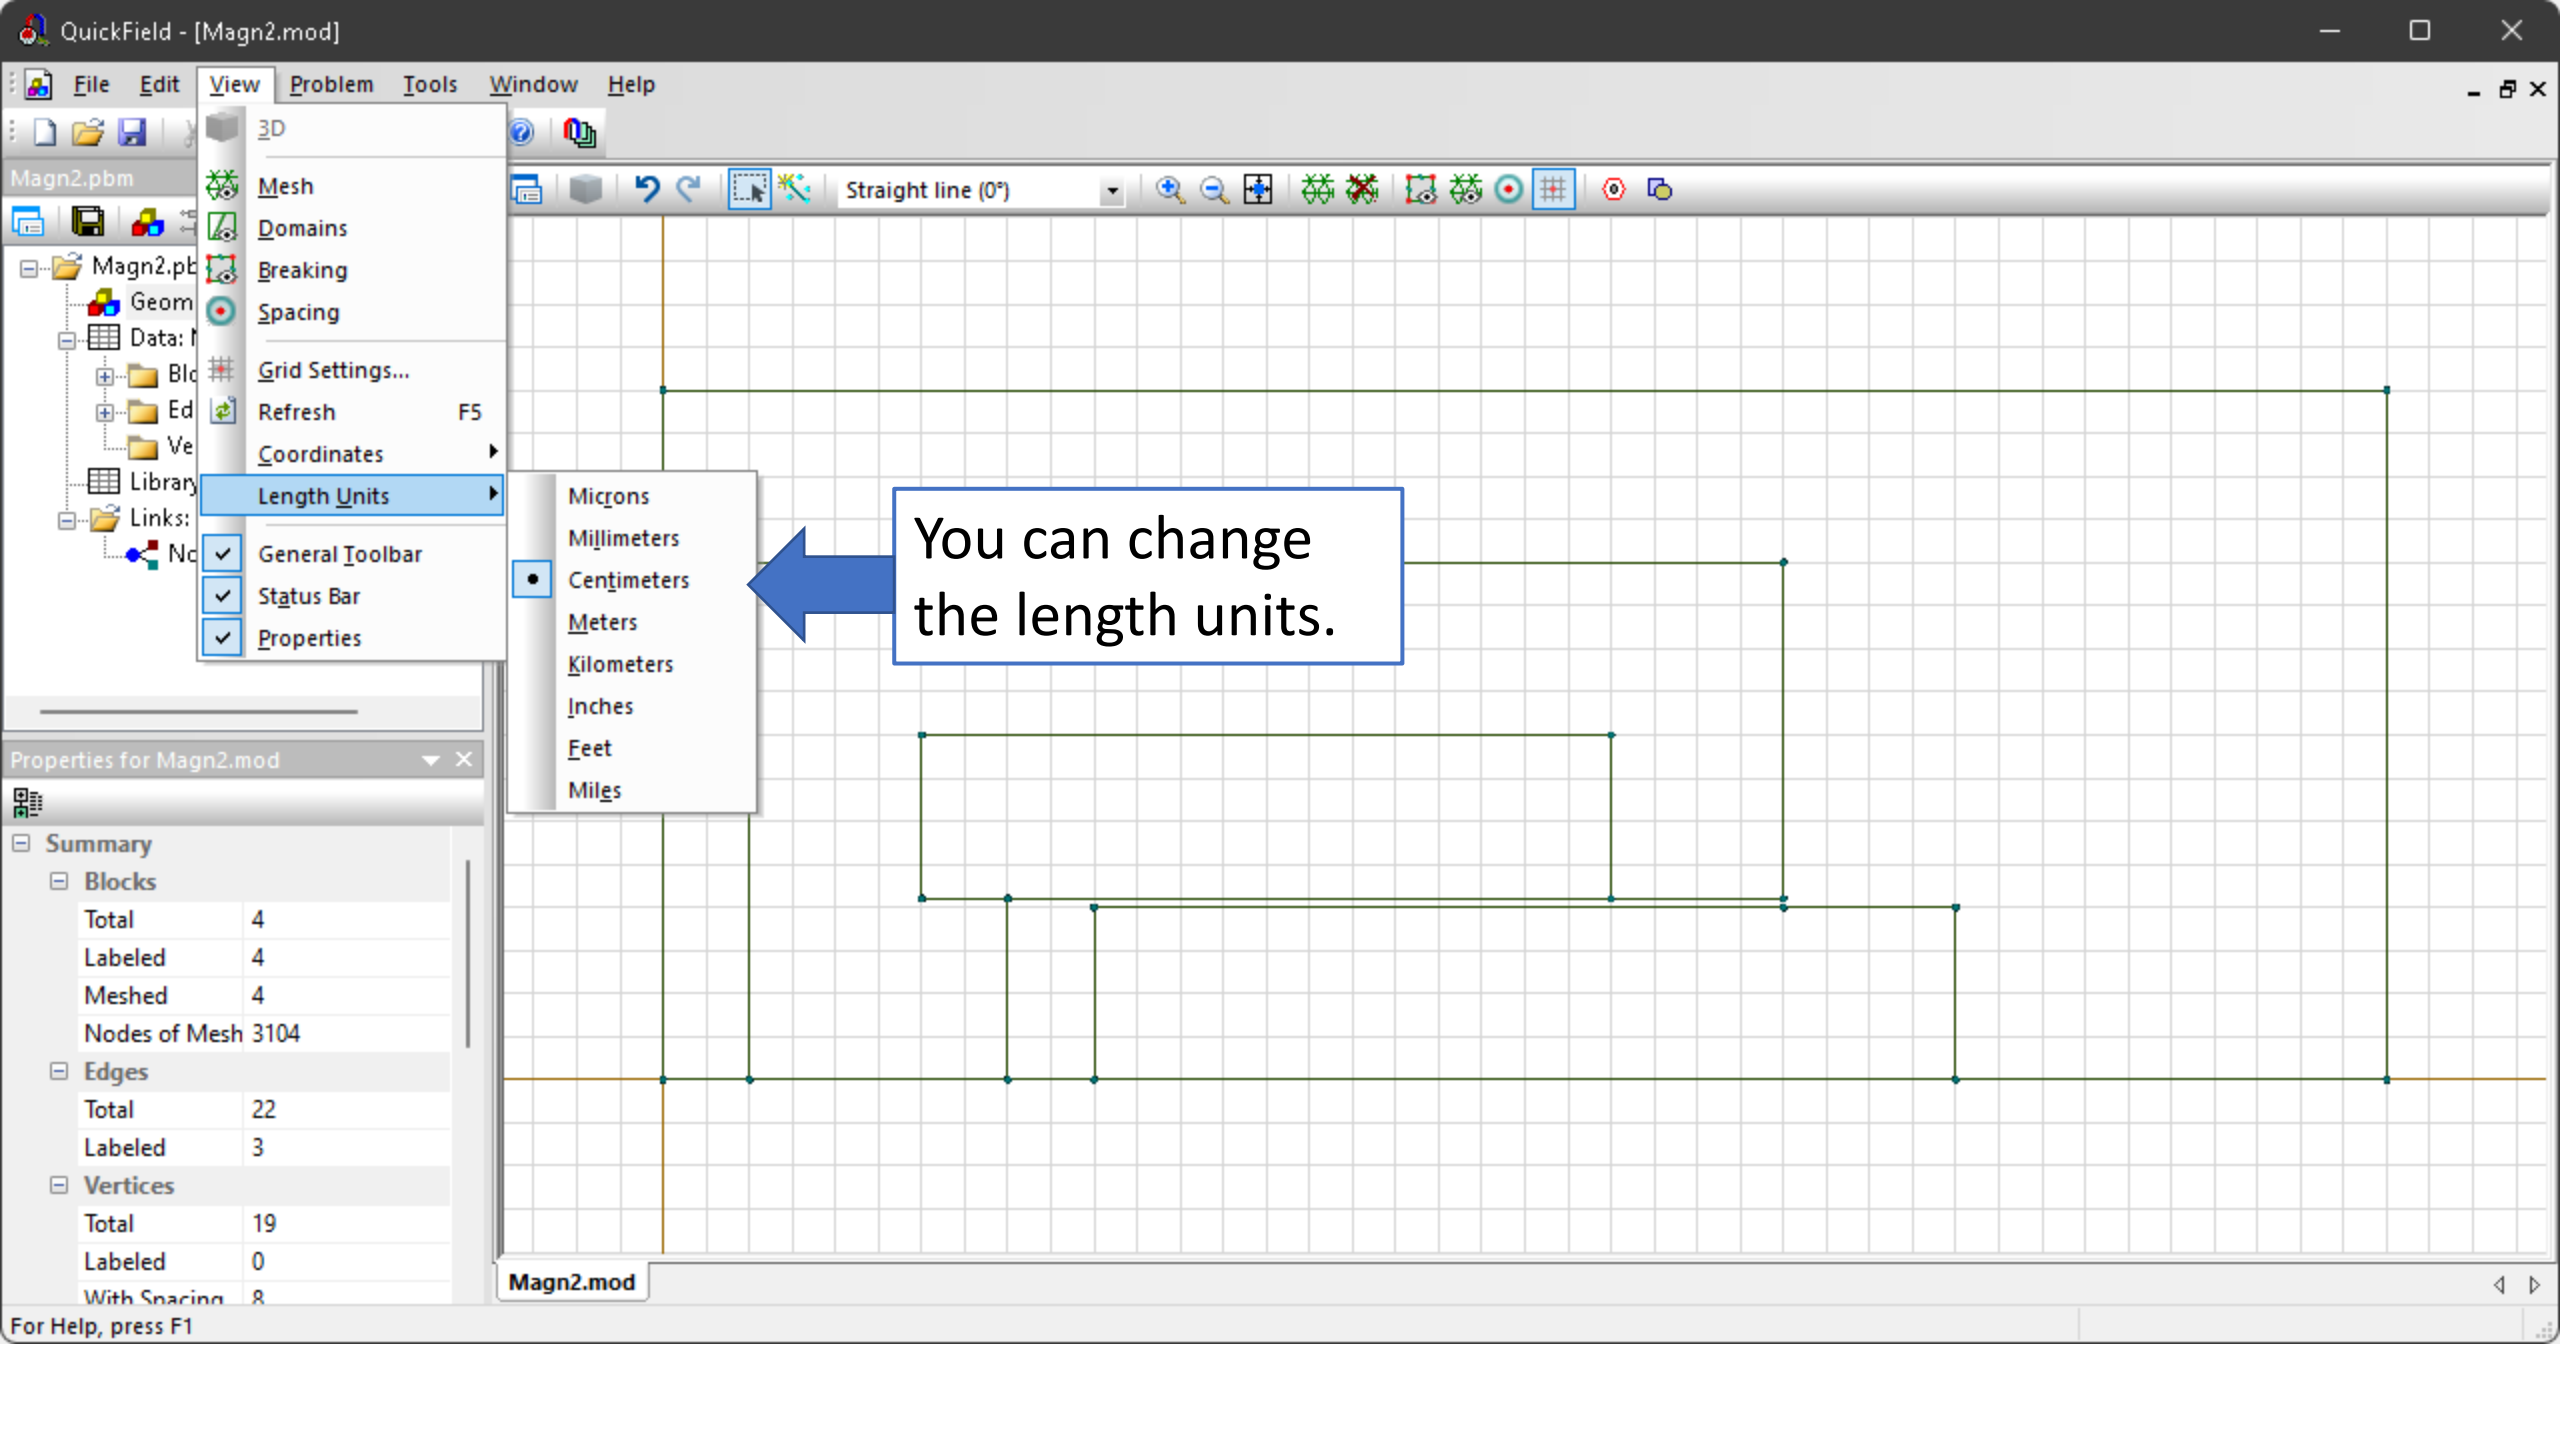 QuickField - [Magn2.mod]
File Edit View Problem Tools Window Help
Magn2.pbm
Straight line (0°)
Magn2.pb
Geom
Data:
Blo
Ed
Ve
Library
Links:
No
3D
Mesh
Domains
Breaking
Spacing
Grid Settings...
Refresh F5
Coordinates
Length Units
General Toolbar
Status Bar
Properties
Microns
Millimeters
Centimeters
Meters
Kilometers
Inches
Feet
Miles
You can change
the length units.
Properties for Magn2.mod
Summary
Blocks
Total 4
Labeled 4
Meshed 4
Nodes of Mesh 3104
Edges
Total 22
Labeled 3
Vertices
Total 19
Labeled 0
With Spacing 8
Magn2.mod
For Help, press F1